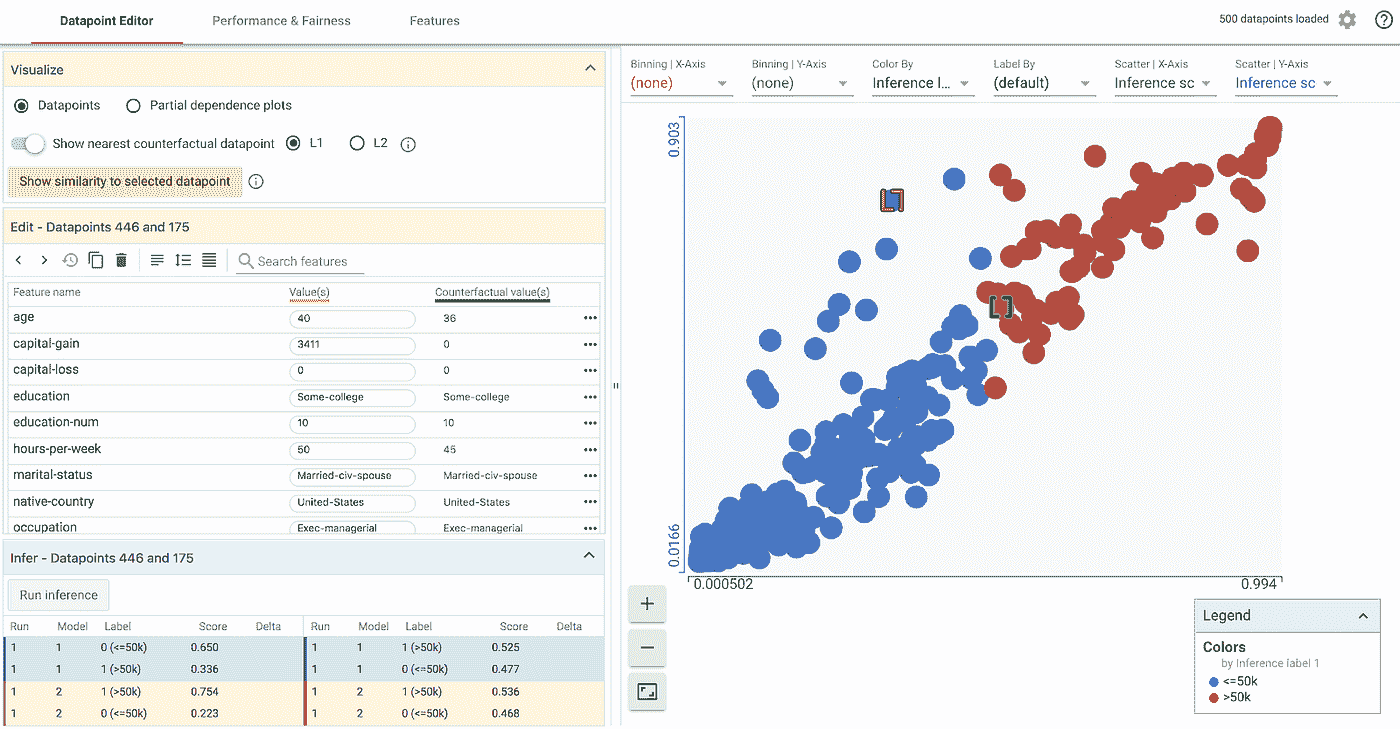 Datapoint Editor Performance & Fairness Features 500 datapoints loaded
Visualize
Datapoints Partial dependence plots
Show nearest counterfactual datapoint L1 L2
Show similarity to selected datapoint
Edit - Datapoints 446 and 175
Search features
Feature name Value(s) Counterfactual value(s)
age 40 36
capital-gain 3411 0
capital-loss 0 0
education Some-college Some-college
education-num 10 10
hours-per-week 50 45
marital-status Married-civ-spouse Married-civ-spouse
native-country United-States United-States
occupation Exec-managerial Exec-managerial
Infer - Datapoints 446 and 175
Run inference
Run Model Label Score Delta Run Model Label Score Delta
1 1 0 (<=50k) 0.650 1 1 1 (>50k) 0.525
1 1 1 (>50k) 0.336 1 1 0 (<=50k) 0.477
1 2 1 (>50k) 0.754 1 2 1 (>50k) 0.536
1 2 0 (<=50k) 0.223 1 2 0 (<=50k) 0.468
Binning | X-Axis Binning | Y-Axis Color By Label By Scatter | X-Axis Scatter | Y-Axis
(none) (none) Inference l... (default) Inference sc Inference sc
0.903
0.0166
0.000502 0.994
Legend
Colors
by Inference label 1
<=50k
>50k